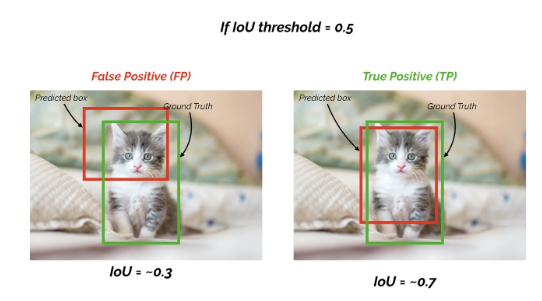 If IoU threshold = 0.5
False Positive (FP)
True Positive (TP)
Predicted box
Ground Truth
Predicted box
Ground Truth
IoU = ~0.3
IoU = ~0.7